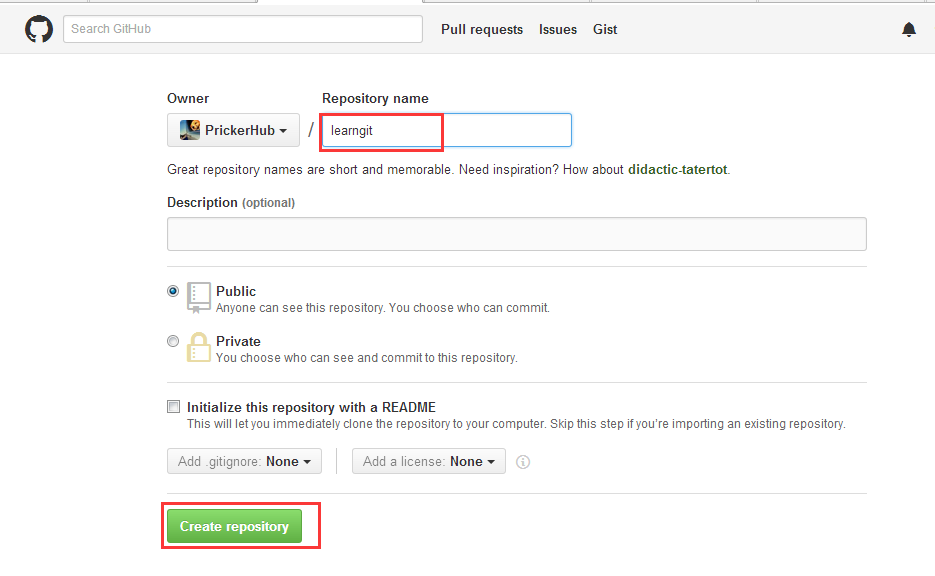 Search GitHub Pull requests Issues Gist
Owner Repository name
PrickerHub / learngit
Great repository names are short and memorable. Need inspiration? How about didactic-tatertot.
Description (optional)
Public
Anyone can see this repository. You choose who can commit.
Private
You choose who can see and commit to this repository.
Initialize this repository with a README
This will let you immediately clone the repository to your computer. Skip this step if you're importing an existing repository.
Add .gitignore: None Add a license: None
Create repository